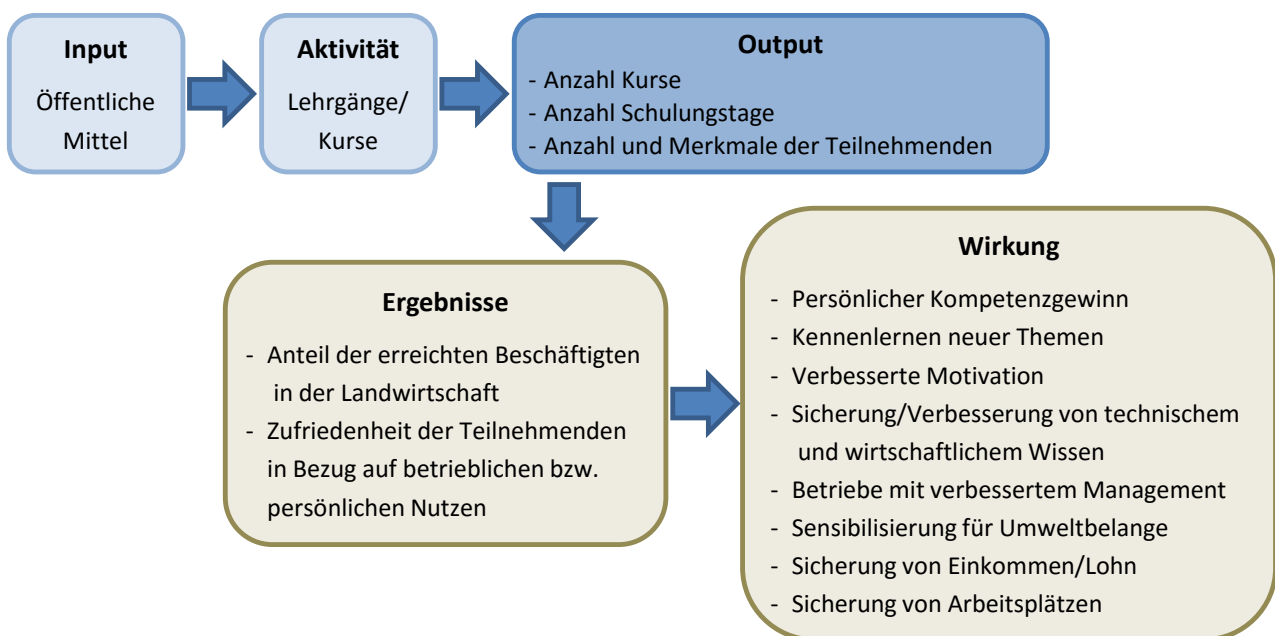 Input
Öffentliche
Mittel
Aktivität
Lehrgänge/
Kurse
Output
- Anzahl Kurse
- Anzahl Schulungstage
- Anzahl und Merkmale der Teilnehmenden
Ergebnisse
- Anteil der erreichten Beschäftigten
in der Landwirtschaft
- Zufriedenheit der Teilnehmenden
in Bezug auf betrieblichen bzw.
persönlichen Nutzen
Wirkung
- Persönlicher Kompetenzgewinn
- Kennenlernen neuer Themen
- Verbesserte Motivation
- Sicherung/Verbesserung von technischem
und wirtschaftlichem Wissen
- Betriebe mit verbessertem Management
- Sensibilisierung für Umweltbelange
- Sicherung von Einkommen/Lohn
- Sicherung von Arbeitsplätzen